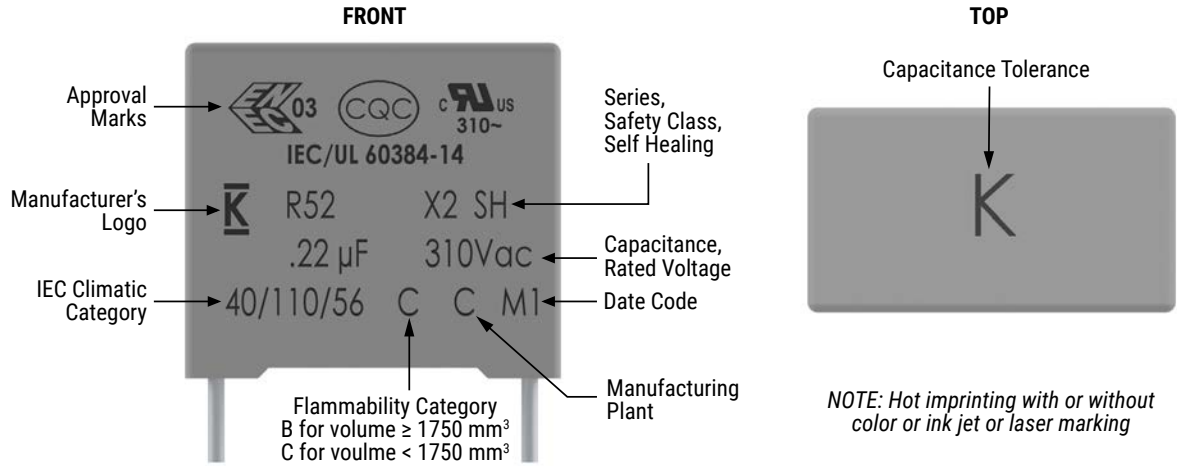 FRONT
TOP
Approval
Marks
EN
EC
03
CQC
C RU US
310~
IEC/UL 60384-14
Series,
Safety Class,
Self Healing
Manufacturer's
Logo
K
R52 X2 SH
.22 µF 310Vac
Capacitance,
Rated Voltage
IEC Climatic
Category
40/110/56 C C M1
Date Code
Flammability Category
B for volume ≥ 1750 mm³
C for voulme < 1750 mm³
Manufacturing
Plant
Capacitance Tolerance
K
NOTE: Hot imprinting with or without
color or ink jet or laser marking